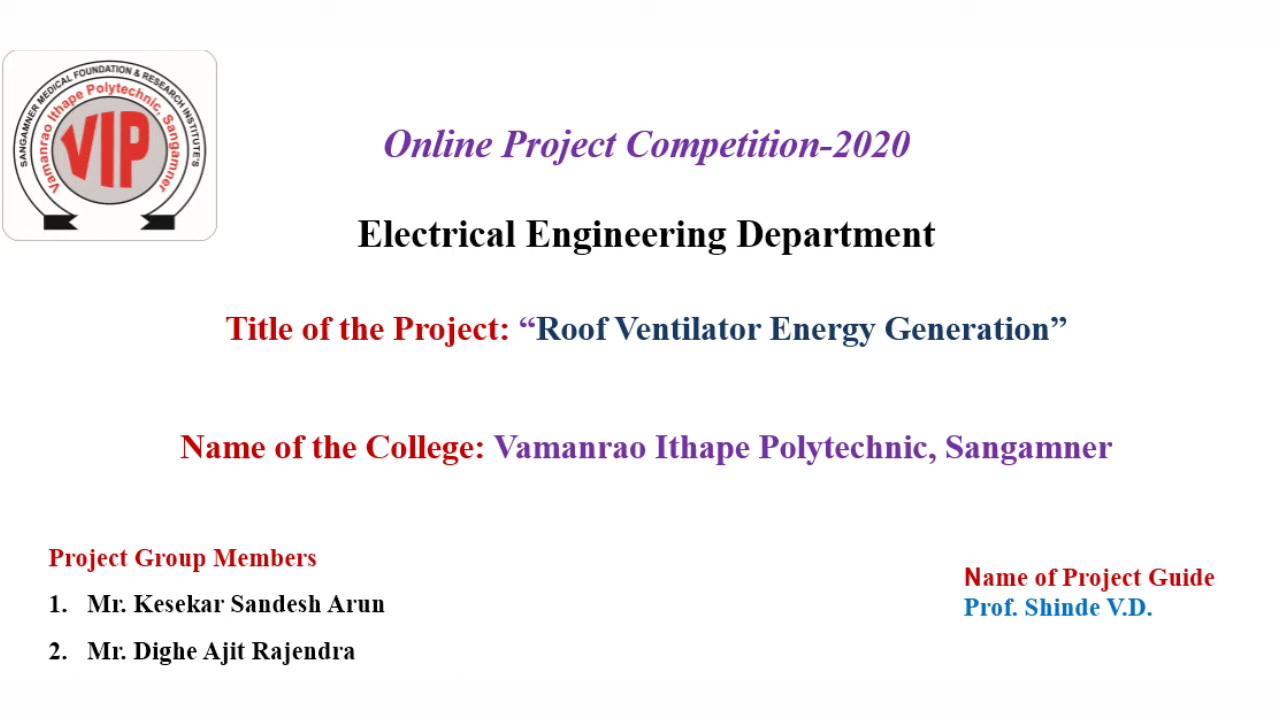 SANGAMNER MEDICAL FOUNDATION & RESEARCH INSTITUTE'S
Vamanrao Ithape Polytechnic, Sangamner
VIP
Online Project Competition-2020
Electrical Engineering Department
Title of the Project: “Roof Ventilator Energy Generation”
Name of the College: Vamanrao Ithape Polytechnic, Sangamner
Project Group Members
1. Mr. Kesekar Sandesh Arun
2. Mr. Dighe Ajit Rajendra
Name of Project Guide
Prof. Shinde V.D.